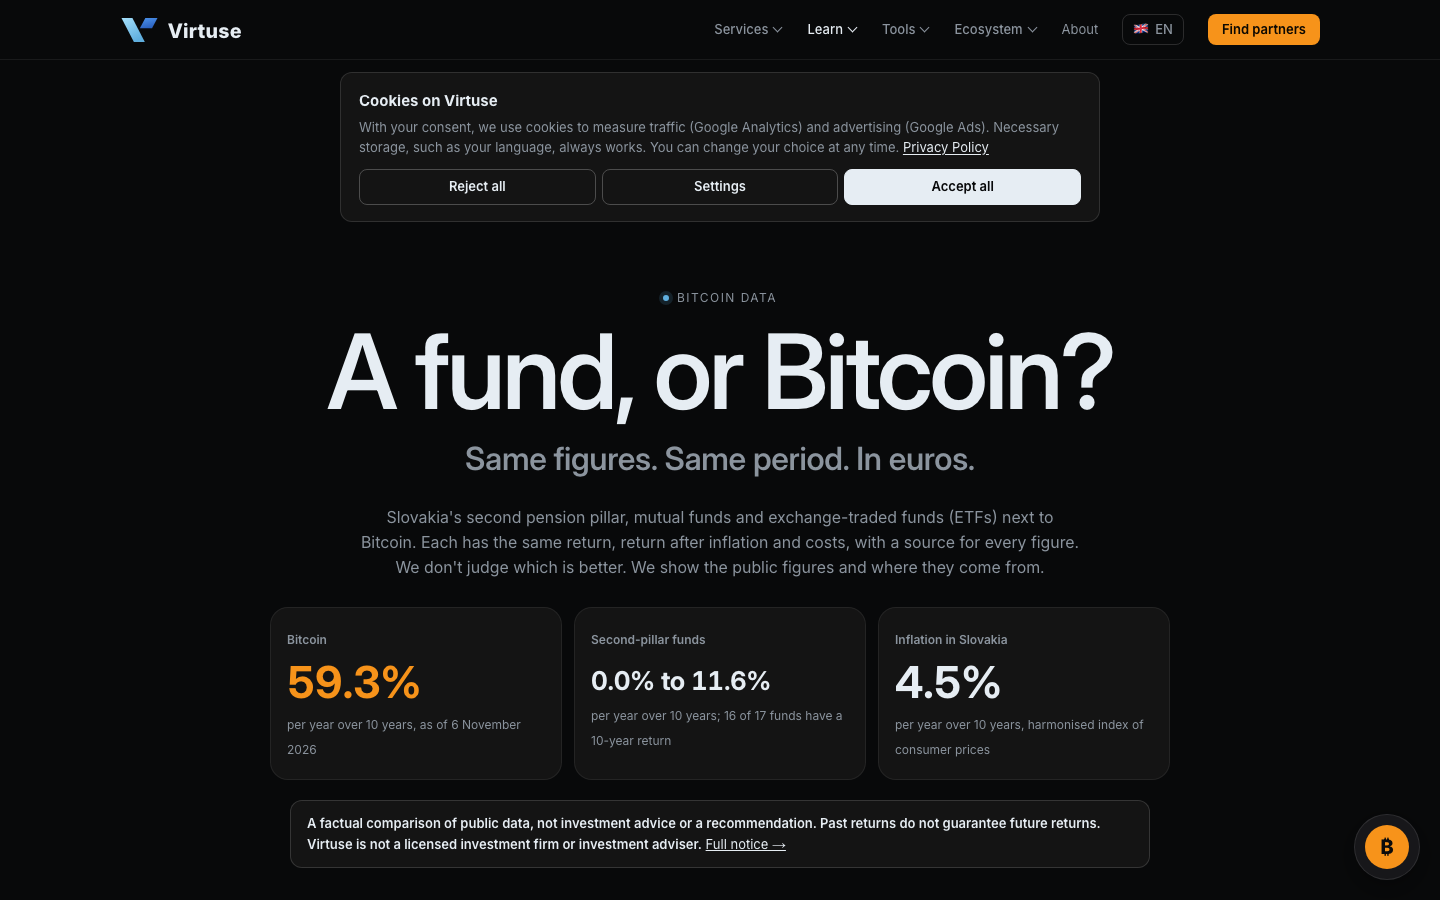 Virtuse
Services
Learn
Tools
Ecosystem
About
EN
Find partners
Cookies on Virtuse
With your consent, we use cookies to measure traffic (Google Analytics) and advertising (Google Ads). Necessary
storage, such as your language, always works. You can change your choice at any time. Privacy Policy
Reject all
Settings
Accept all
BITCOIN DATA
A fund, or Bitcoin?
Same figures. Same period. In euros.
Slovakia's second pension pillar, mutual funds and exchange-traded funds (ETFs) next to
Bitcoin. Each has the same return, return after inflation and costs, with a source for every figure.
We don't judge which is better. We show the public figures and where they come from.
Bitcoin
59.3%
per year over 10 years, as of 6 November
2026
Second-pillar funds
0.0% to 11.6%
per year over 10 years; 16 of 17 funds have a
10-year return
Inflation in Slovakia
4.5%
per year over 10 years, harmonised index of
consumer prices
A factual comparison of public data, not investment advice or a recommendation. Past returns do not guarantee future returns.
Virtuse is not a licensed investment firm or investment adviser. Full notice →